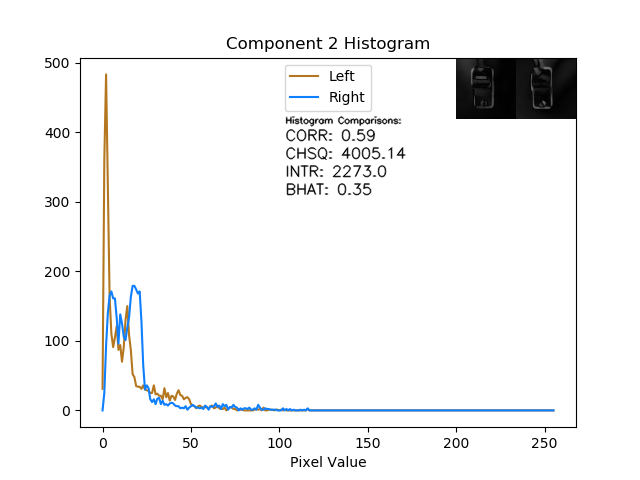 Component 2 Histogram
Left
Right
Histogram Comparisons:
CORR: 0.59
CHSQ: 4005.14
INTR: 2273.0
BHAT: 0.35
500
400
300
200
100
0
0 50 100 150 200 250
Pixel Value